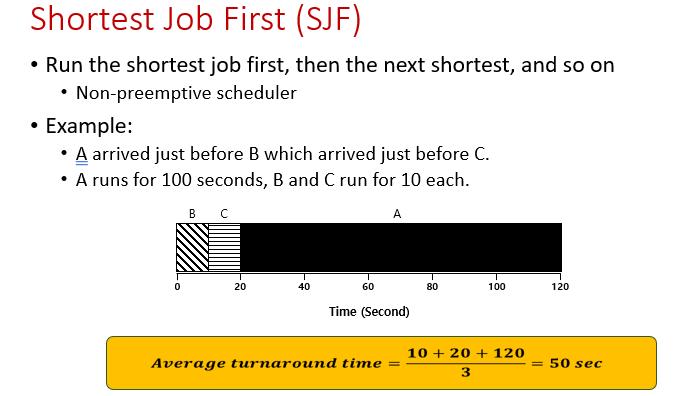 Shortest Job First (SJF)
• Run the shortest job first, then the next shortest, and so on
• Non-preemptive scheduler
• Example:
• A arrived just before B which arrived just before C.
• A runs for 100 seconds, B and C run for 10 each.
B C A
0 20 40 60 80 100 120
Time (Second)
Average turnaround time = (10 + 20 + 120)/3 = 50 sec